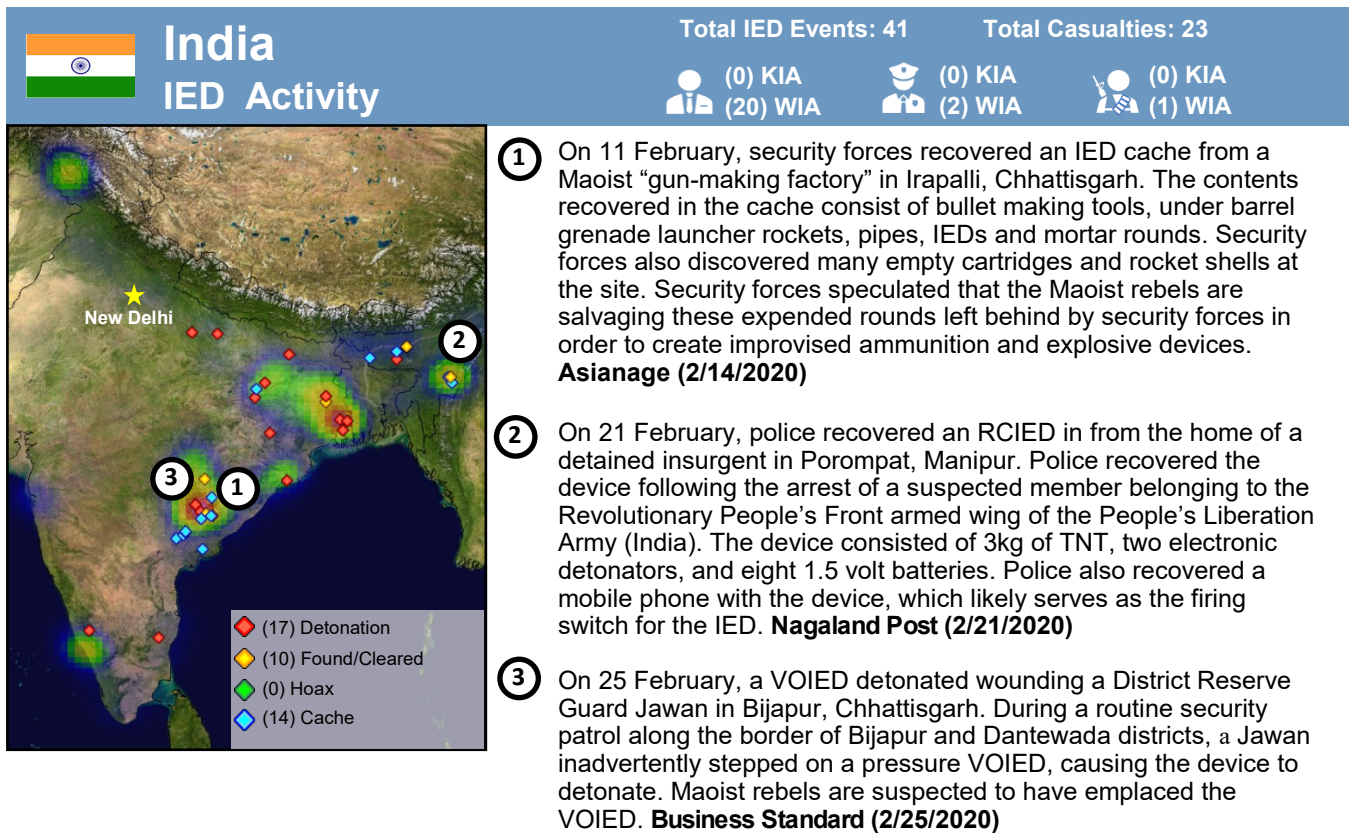 India
IED Activity
Total IED Events: 41
Total Casualties: 23
(0) KIA
(20) WIA
(0) KIA
(2) WIA
(0) KIA
(1) WIA
New Delhi
2
3
1
(17) Detonation
(10) Found/Cleared
(0) Hoax
(14) Cache
1
On 11 February, security forces recovered an IED cache from a
Maoist “gun-making factory” in Irapalli, Chhattisgarh. The contents
recovered in the cache consist of bullet making tools, under barrel
grenade launcher rockets, pipes, IEDs and mortar rounds. Security
forces also discovered many empty cartridges and rocket shells at
the site. Security forces speculated that the Maoist rebels are
salvaging these expended rounds left behind by security forces in
order to create improvised ammunition and explosive devices.
Asianage (2/14/2020)
2
On 21 February, police recovered an RCIED in from the home of a
detained insurgent in Porompat, Manipur. Police recovered the
device following the arrest of a suspected member belonging to the
Revolutionary People’s Front armed wing of the People’s Liberation
Army (India). The device consisted of 3kg of TNT, two electronic
detonators, and eight 1.5 volt batteries. Police also recovered a
mobile phone with the device, which likely serves as the firing
switch for the IED. Nagaland Post (2/21/2020)
3
On 25 February, a VOIED detonated wounding a District Reserve
Guard Jawan in Bijapur, Chhattisgarh. During a routine security
patrol along the border of Bijapur and Dantewada districts, a Jawan
inadvertently stepped on a pressure VOIED, causing the device to
detonate. Maoist rebels are suspected to have emplaced the
VOIED. Business Standard (2/25/2020)